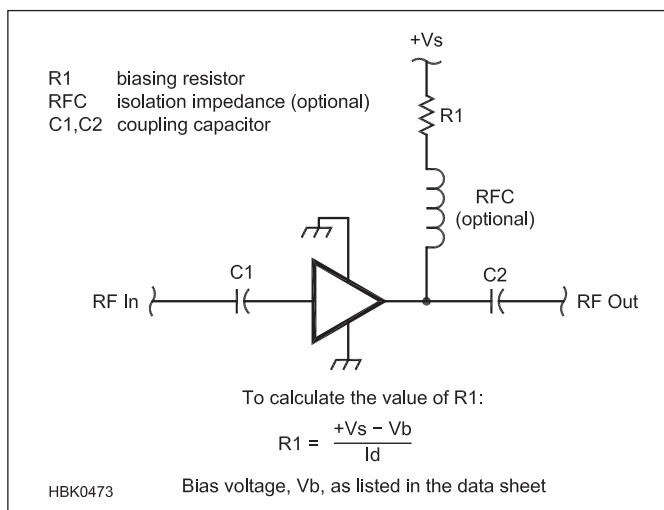 +Vs
R1 biasing resistor
RFC isolation impedance (optional)
C1,C2 coupling capacitor
R1
RFC
(optional)
C1
C2
RF In
RF Out
To calculate the value of R1:
R1 = +Vs – Vb
Id
Bias voltage, Vb, as listed in the data sheet
HBK0473